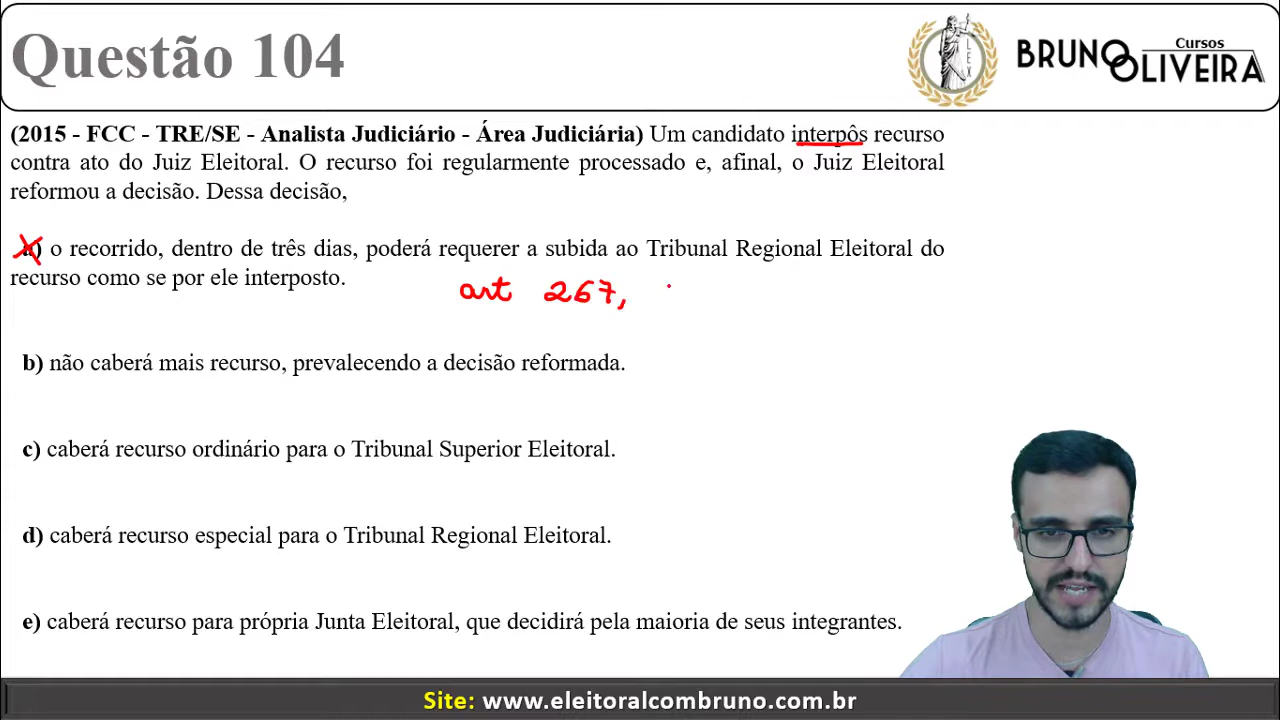 Questão 104
LEX
BRUNO
Cursos
OLIVEIRA
(2015 - FCC - TRE/SE - Analista Judiciário - Área Judiciária) Um candidato interpôs recurso
contra ato do Juiz Eleitoral. O recurso foi regularmente processado e, afinal, o Juiz Eleitoral
reformou a decisão. Dessa decisão,
a) o recorrido, dentro de três dias, poderá requerer a subida ao Tribunal Regional Eleitoral do
recurso como se por ele interposto.
art 267,
b) não caberá mais recurso, prevalecendo a decisão reformada.
c) caberá recurso ordinário para o Tribunal Superior Eleitoral.
d) caberá recurso especial para o Tribunal Regional Eleitoral.
e) caberá recurso para própria Junta Eleitoral, que decidirá pela maioria de seus integrantes.
Site: www.eleitoralcombruno.com.br